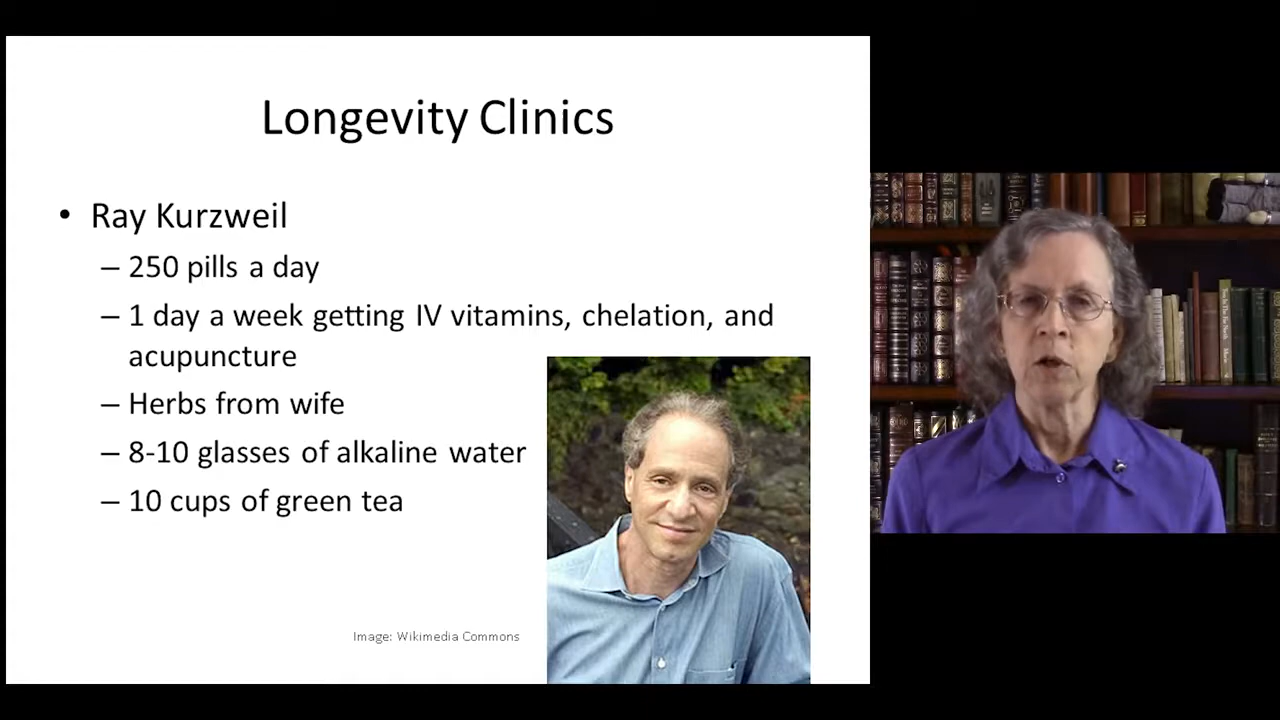 Longevity Clinics
• Ray Kurzweil
– 250 pills a day
– 1 day a week getting IV vitamins, chelation, and
acupuncture
– Herbs from wife
– 8-10 glasses of alkaline water
– 10 cups of green tea
Image: Wikimedia Commons